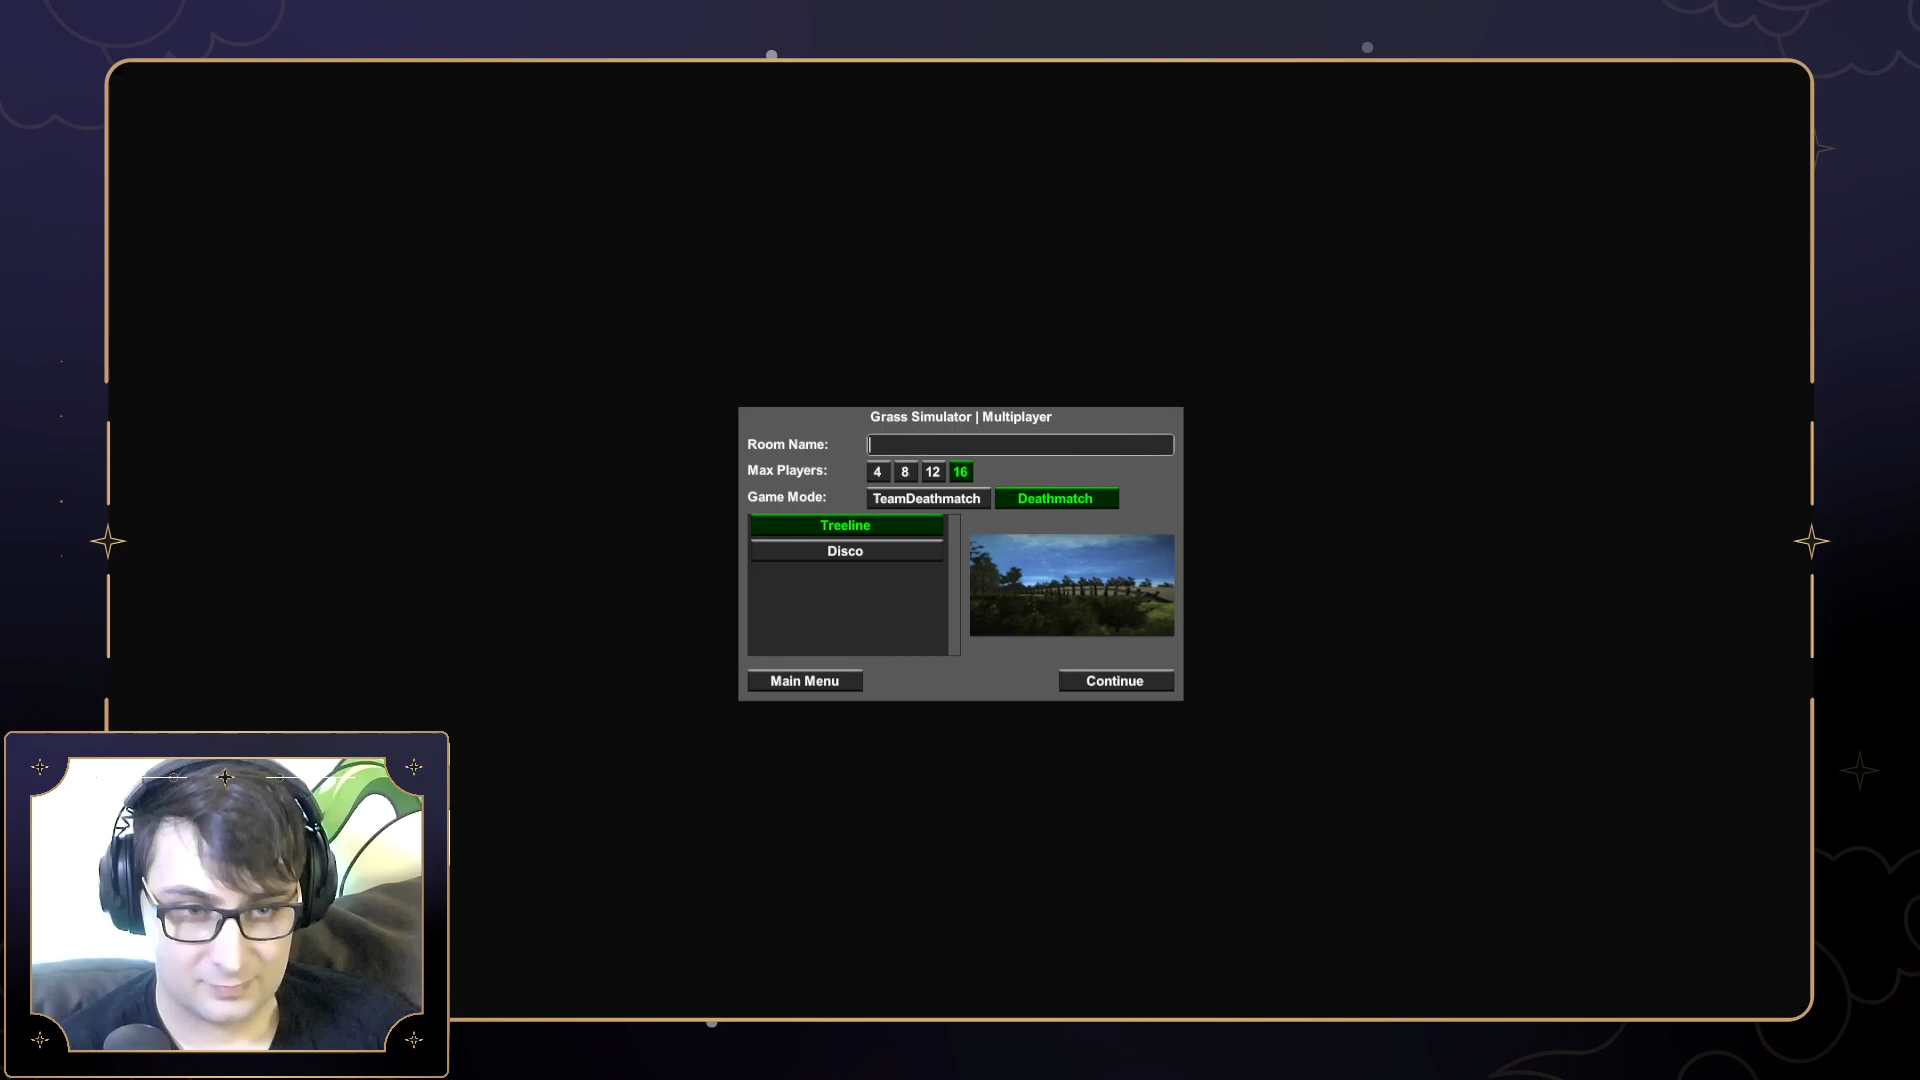 Grass Simulator | Multiplayer
Room Name:
Max Players: 4 8 12 16
Game Mode: TeamDeathmatch Deathmatch
Treeline
Disco
Main Menu Continue